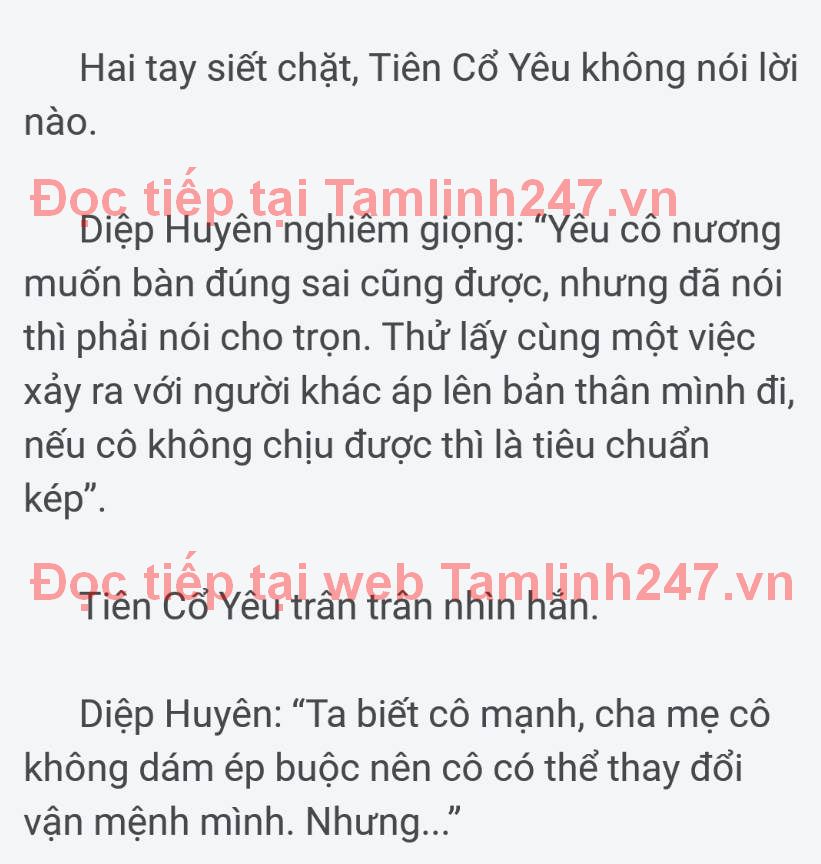 Hai tay siết chặt, Tiên Cổ Yêu không nói lời
nào.
Đọc tiếp tại Tamlinh247.vn
Diệp Huyên nghiêm giọng: “Yêu cô nương
muốn bàn đúng sai cũng được, nhưng đã nói
thì phải nói cho trọn. Thử lấy cùng một việc
xảy ra với người khác áp lên bản thân mình đi,
nếu cô không chịu được thì là tiêu chuẩn
kép”.
Đọc tiếp tại web Tamlinh247.vn
Tiên Cổ Yêu trân trân nhìn hắn.
Diệp Huyên: “Ta biết cô mạnh, cha mẹ cô
không dám ép buộc nên cô có thể thay đổi
vận mệnh mình. Nhưng...”